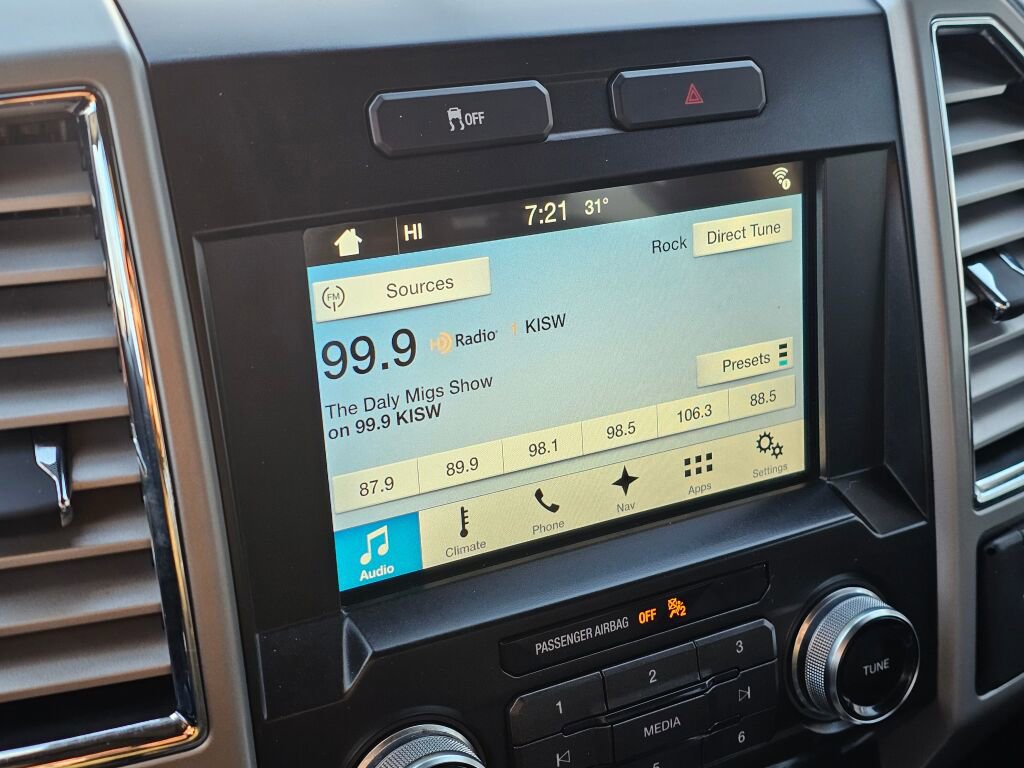 OFF
HI 7:21 31°
Rock Direct Tune
FM Sources
99.9 HD Radio 1 KISW
Presets
The Daly Migs Show
on 99.9 KISW
87.9 89.9 98.1 98.5 106.3 88.5
Audio Climate Phone Nav Apps Settings
PASSENGER AIRBAG OFF 2
1 2 3
MEDIA
TUNE
5 6